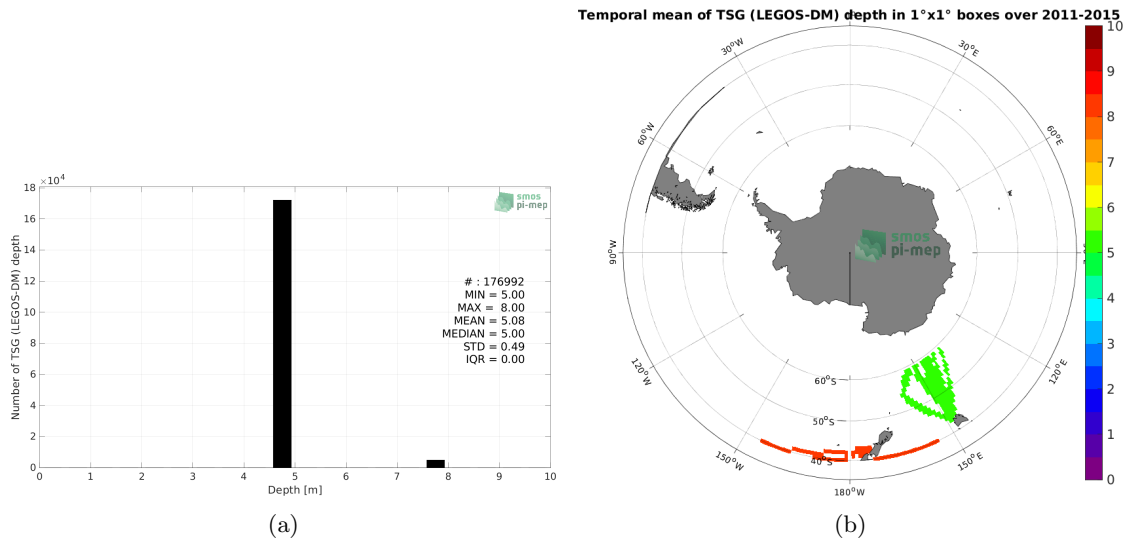 Temporal mean of TSG (LEGOS-DM) depth in 1°x1° boxes over 2011-2015
×10⁴
18
16
14
12
10
8
6
4
2
0
Number of TSG (LEGOS-DM) depth
smos
pi-mep
# : 176992
MIN = 5.00
MAX = 8.00
MEAN = 5.08
MEDIAN = 5.00
STD = 0.49
IQR = 0.00
0 1 2 3 4 5 6 7 8 9 10
Depth [m]
(a)
30°W
30°E
60°W
60°E
90°W
smos
pi-mep
120°W
120°E
60°S
50°S
40°S
150°W
150°E
180°W
10
9
8
7
6
5
4
3
2
1
0
(b)